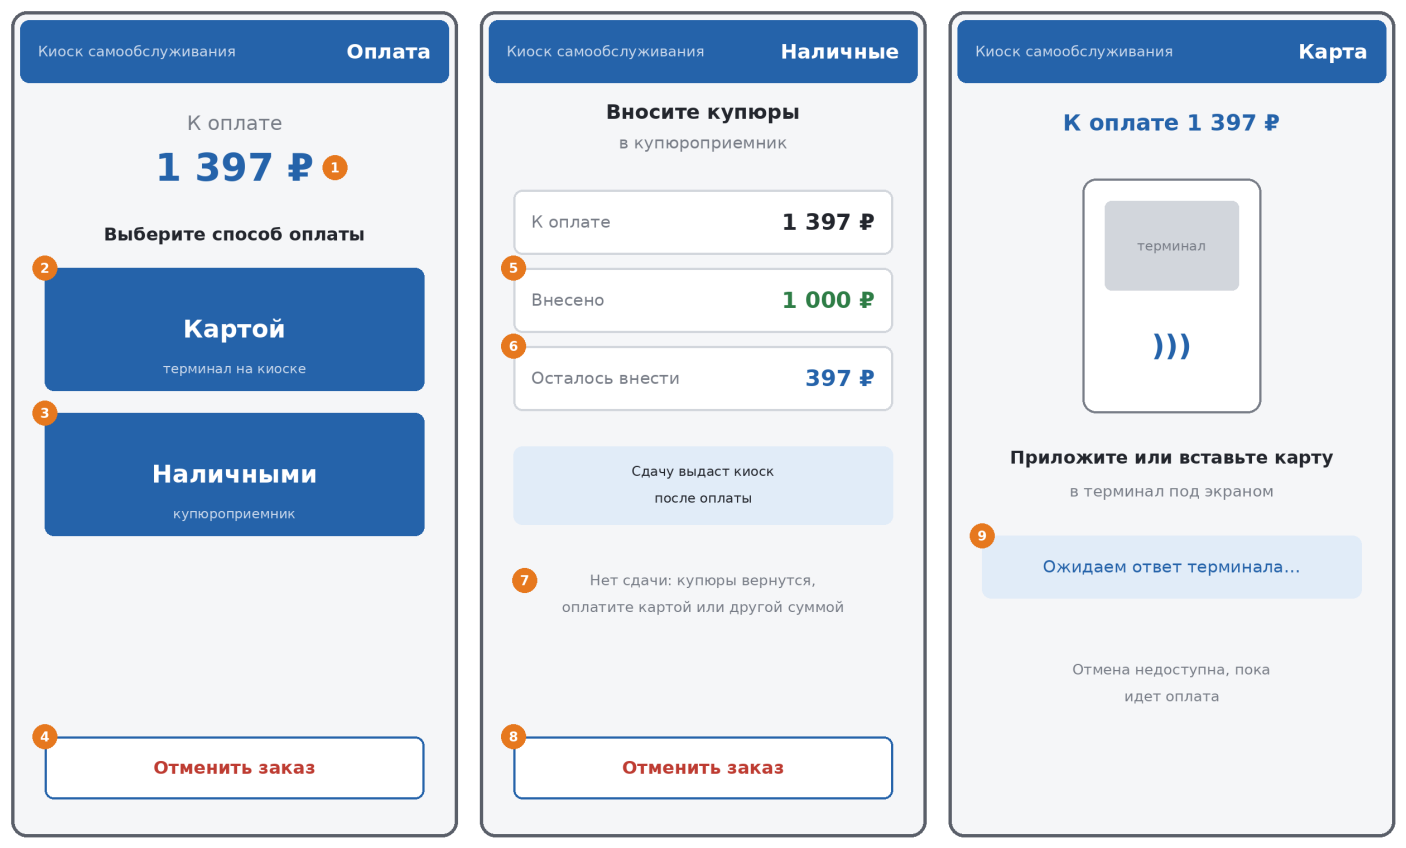 Киоск самообслуживания Оплата
К оплате
1 397 ₽ 1
Выберите способ оплаты
2
Картой
терминал на киоске
3
Наличными
купюроприемник
4
Отменить заказ
Киоск самообслуживания Наличные
Вносите купюры
в купюроприемник
К оплате 1 397 ₽
5
Внесено 1 000 ₽
6
Осталось внести 397 ₽
Сдачу выдаст киоск
после оплаты
7 Нет сдачи: купюры вернутся,
оплатите картой или другой суммой
8
Отменить заказ
Киоск самообслуживания Карта
К оплате 1 397 ₽
терминал
)))
Приложите или вставьте карту
в терминал под экраном
9
Ожидаем ответ терминала...
Отмена недоступна, пока
идет оплата